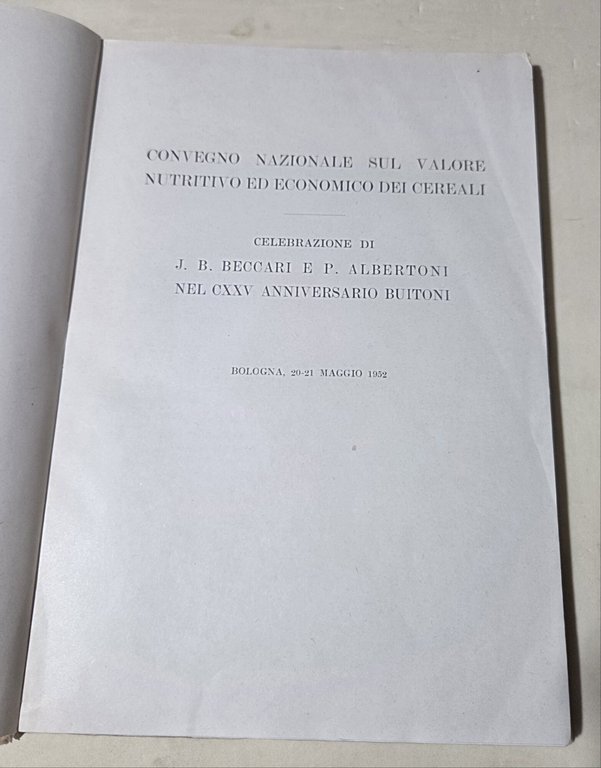 CONVEGNO NAZIONALE SUL VALORE
NUTRITIVO ED ECONOMICO DEI CEREALI
CELEBRAZIONE DI
J. B. BECCARI E P. ALBERTONI
NEL CXXV ANNIVERSARIO BUITONI
BOLOGNA, 20-21 MAGGIO 1952